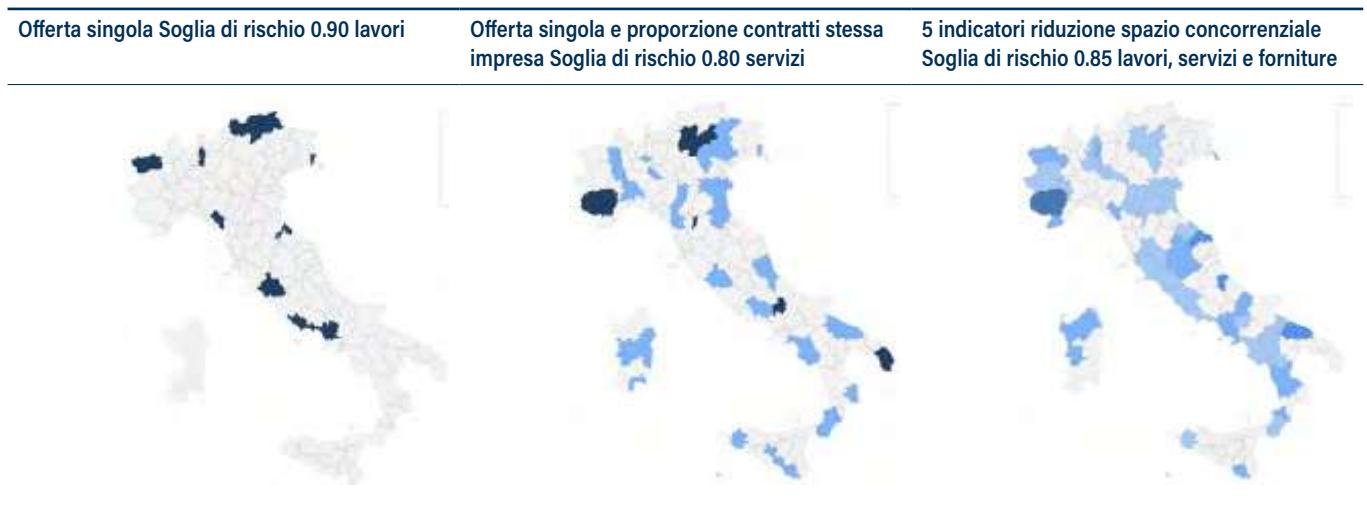 Offerta singola Soglia di rischio 0.90 lavori
Offerta singola e proporzione contratti stessa
impresa Soglia di rischio 0.80 servizi
5 indicatori riduzione spazio concorrenziale
Soglia di rischio 0.85 lavori, servizi e forniture